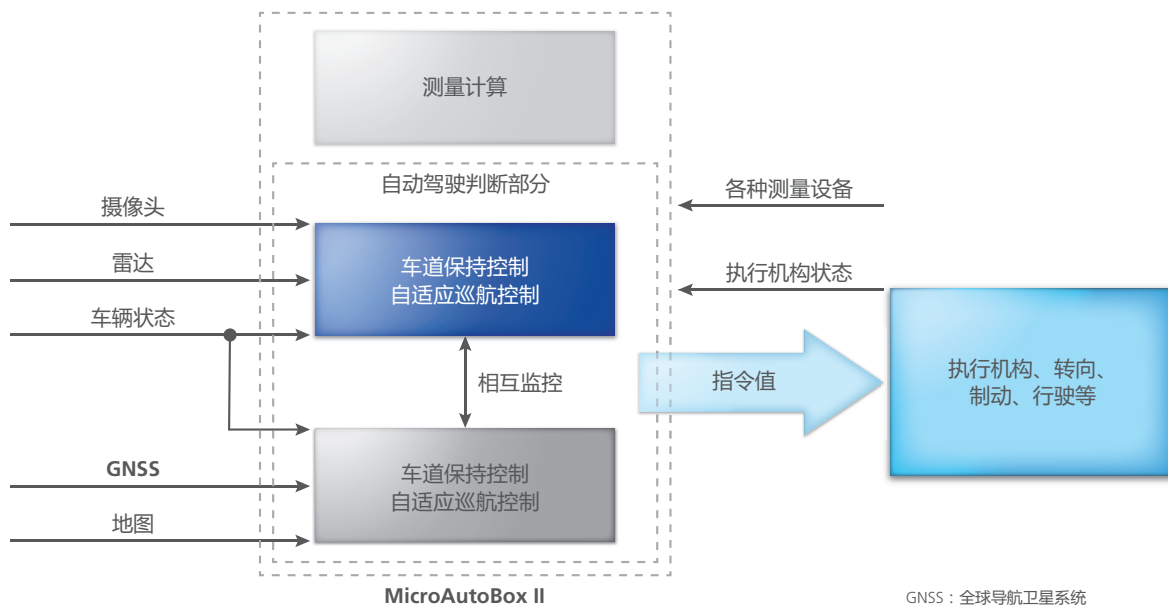 测量计算
自动驾驶判断部分
摄像头
雷达
车辆状态
车道保持控制
自适应巡航控制
相互监控
GNSS
地图
车道保持控制
自适应巡航控制
各种测量设备
执行机构状态
指令值
执行机构、转向、
制动、行驶等
MicroAutoBox II
GNSS：全球导航卫星系统